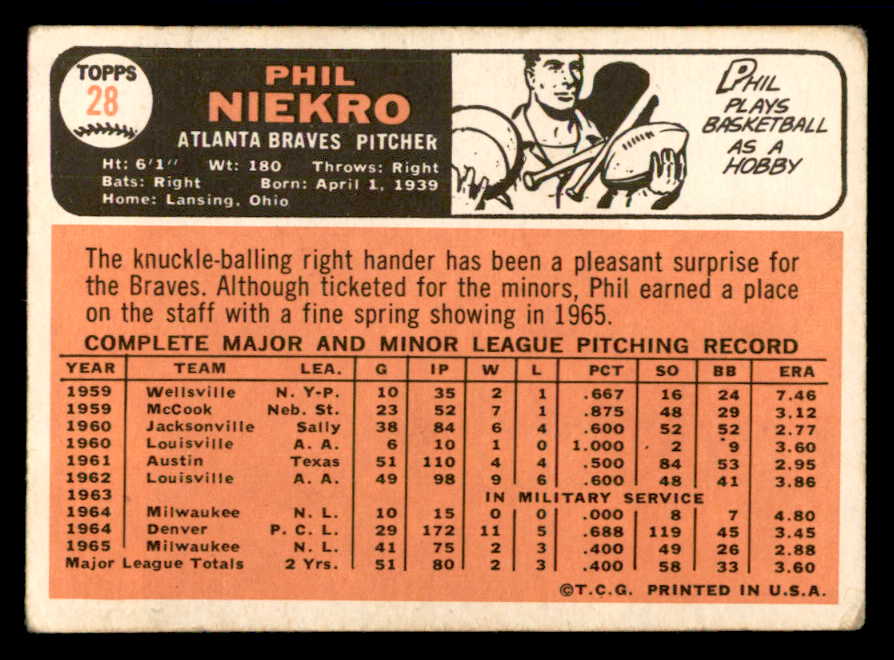 TOPPS
28
PHIL
NIEKRO
ATLANTA BRAVES PITCHER
Ht: 6'1" Wt: 180 Throws: Right
Bats: Right Born: April 1, 1939
Home: Lansing, Ohio
PHIL
PLAYS
BASKETBALL
AS A
HOBBY
The knuckle-balling right hander has been a pleasant surprise for
the Braves. Although ticketed for the minors, Phil earned a place
on the staff with a fine spring showing in 1965.
COMPLETE MAJOR AND MINOR LEAGUE PITCHING RECORD
YEAR TEAM LEA. G IP W L PCT SO BB ERA
1959 Wellsville N. Y-P. 10 35 2 1 .667 16 24 7.46
1959 McCook Neb. St. 23 52 7 1 .875 48 29 3.12
1960 Jacksonville Sally 38 84 6 4 .600 52 52 2.77
1960 Louisville A. A. 6 10 1 0 1.000 2 9 3.60
1961 Austin Texas 51 110 4 4 .500 84 53 2.95
1962 Louisville A. A. 49 98 9 6 .600 48 41 3.86
1963 IN MILITARY SERVICE
1964 Milwaukee N. L. 10 15 0 0 .000 8 7 4.80
1964 Denver P. C. L. 29 172 11 5 .688 119 45 3.45
1965 Milwaukee N. L. 41 75 2 3 .400 49 26 2.88
Major League Totals 2 Yrs. 51 80 2 3 .400 58 33 3.60
©T.C.G. PRINTED IN U.S.A.